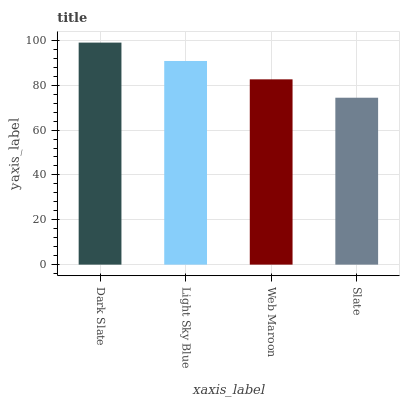 title
100
80
60
40
20
0
yaxis_label
Dark Slate
Light Sky Blue
Web Maroon
Slate
xaxis_label